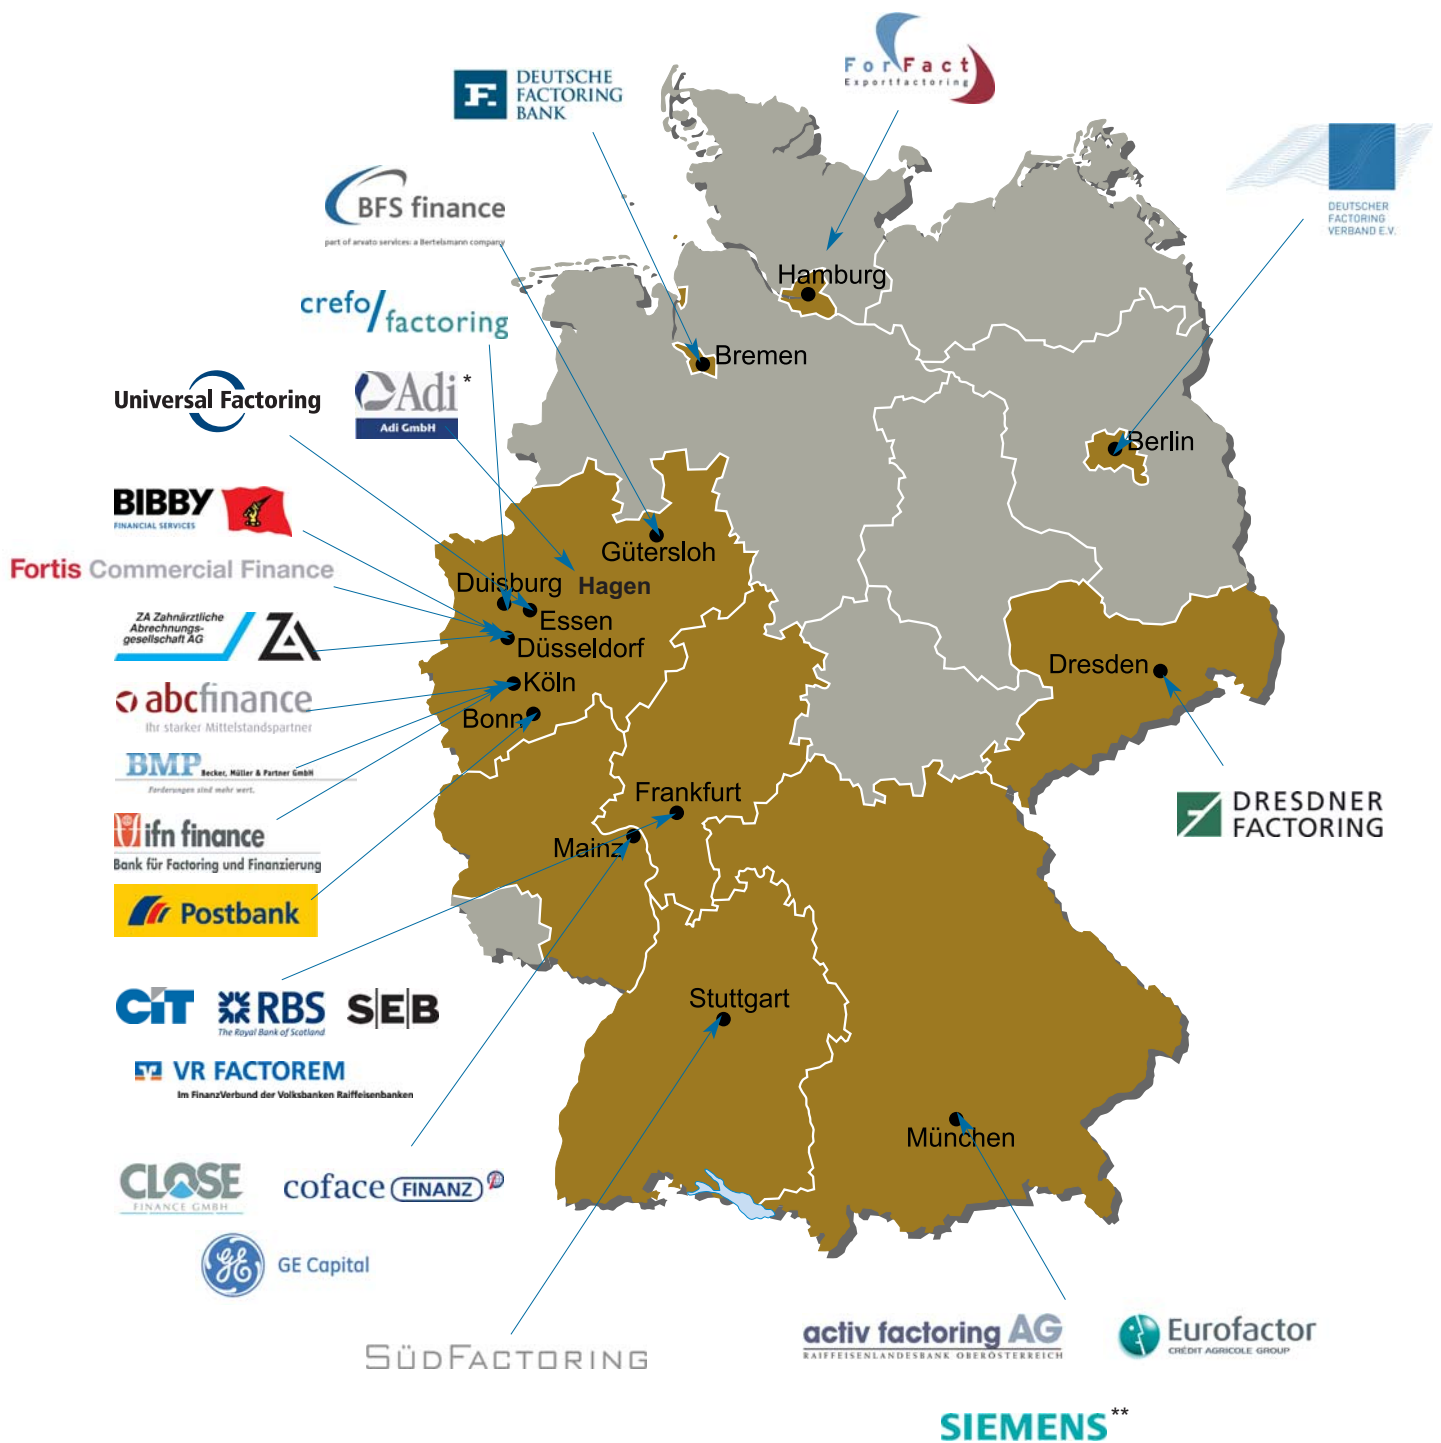 ForFact
Exportfactoring
F.
DEUTSCHE
FACTORING
BANK
DEUTSCHER
FACTORING
VERBAND E.V.
BFS finance
part of arvato services: a Bertelsmann company
Hamburg
crefo/factoring
Bremen
Universal Factoring
Adi*
Adi GmbH
Berlin
BIBBY
FINANCIAL SERVICES
Gütersloh
Fortis Commercial Finance
Duisburg
Hagen
Essen
ZA Zahnärztliche
Abrechnungs-
gesellschaft AG
ZA
Düsseldorf
Dresden
Köln
abcfinance
Ihr starker Mittelstandspartner
Bonn
BMP Becker, Müller & Partner GmbH
Forderungen sind mehr wert.
Frankfurt
DRESDNER
FACTORING
ifn finance
Bank für Factoring und Finanzierung
Mainz
Postbank
CIT
RBS
The Royal Bank of Scotland
S|E|B
Stuttgart
VR FACTOREM
Im FinanzVerbund der Volksbanken Raiffeisenbanken
München
CLOSE
FINANCE GMBH
coface FINANZ
GE
GE Capital
SÜDFACTORING
activ factoring AG
RAIFFEISENLANDESBANK OBERÖSTERREICH
Eurofactor
CRÉDIT AGRICOLE GROUP
SIEMENS**